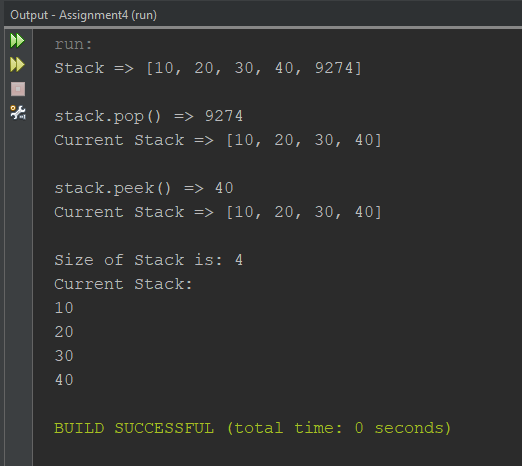 Output - Assignment4 (run)
run:
Stack => [10, 20, 30, 40, 9274]
stack.pop() => 9274
Current Stack => [10, 20, 30, 40]
stack.peek() => 40
Current Stack => [10, 20, 30, 40]
Size of Stack is: 4
Current Stack:
10
20
30
40
BUILD SUCCESSFUL (total time: 0 seconds)